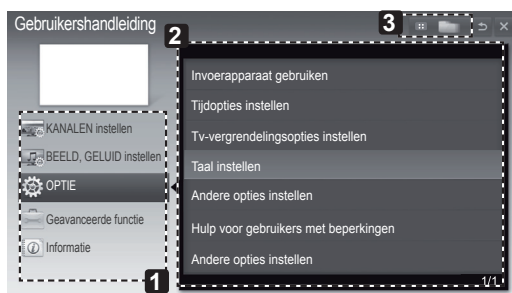 Gebruikershandleiding
2
3
KANALEN instellen
BEELD, GELUID instellen
OPTIE
Geavanceerde functie
Informatie
1
Invoerapparaat gebruiken
Tijdopties instellen
Tv-vergrendelingsopties instellen
Taal instellen
Andere opties instellen
Hulp voor gebruikers met beperkingen
Andere opties instellen
1/1